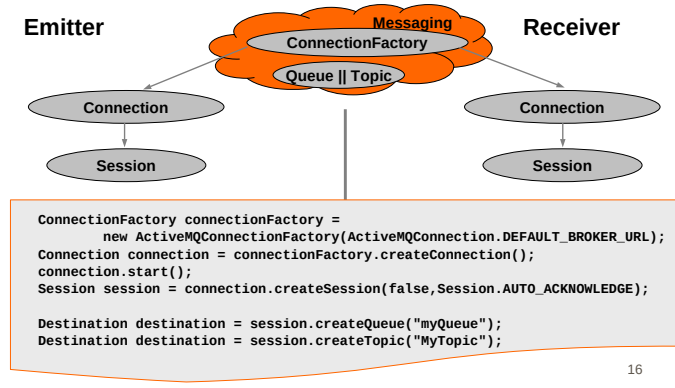 Emitter
Messaging
Receiver
ConnectionFactory
Queue || Topic
Connection
Connection
Session
Session
ConnectionFactory connectionFactory =
new ActiveMQConnectionFactory(ActiveMQConnection.DEFAULT_BROKER_URL);
Connection connection = connectionFactory.createConnection();
connection.start();
Session session = connection.createSession(false,Session.AUTO_ACKNOWLEDGE);
Destination destination = session.createQueue("myQueue");
Destination destination = session.createTopic("MyTopic");
16